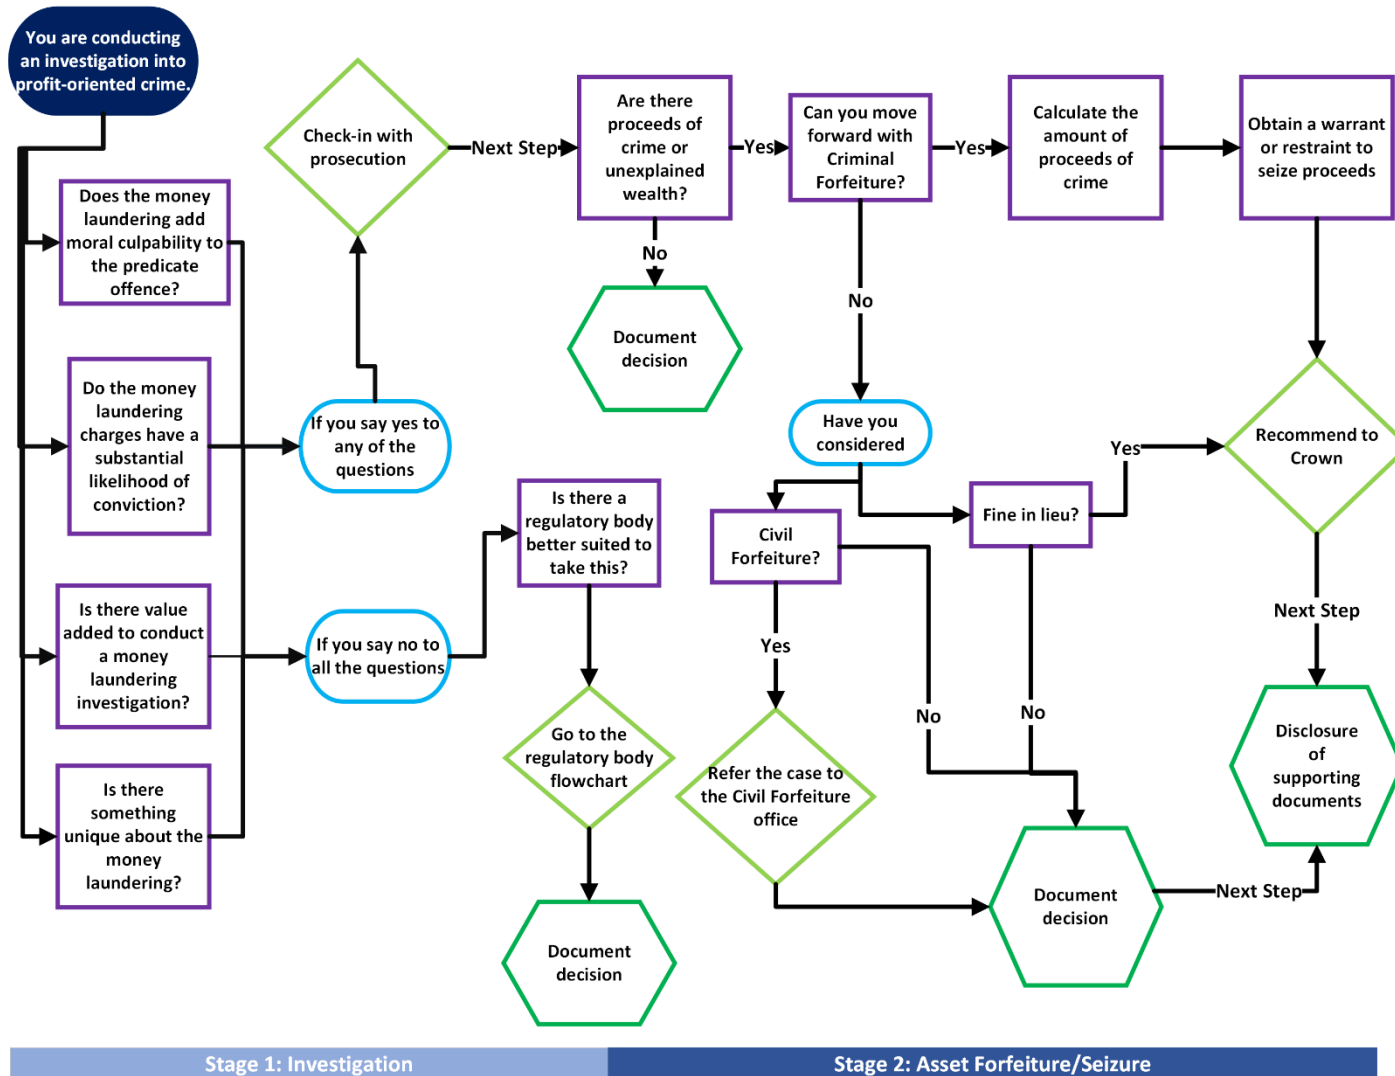 You are conducting
an investigation into
profit-oriented crime.
Does the money
laundering add
moral culpability to
the predicate
offence?
Do the money
laundering
charges have a
substantial
likelihood of
conviction?
Is there value
added to conduct
a money
laundering
investigation?
Is there
something
unique about the
money
laundering?
If you say yes to
any of the
questions
If you say no to
all the questions
Check-in with
prosecution
Next Step
Are there
proceeds of
crime or
unexplained
wealth?
No
Document
decision
Yes
Can you move
forward with
Criminal
Forfeiture?
Yes
Calculate the
amount of
proceeds of
crime
Obtain a warrant
or restraint to
seize proceeds
No
Have you
considered
Is there a
regulatory body
better suited to
take this?
Go to the
regulatory body
flowchart
Document
decision
Civil
Forfeiture?
Yes
Refer the case to
the Civil Forfeiture
office
No
Fine in lieu?
No
Yes
Recommend to
Crown
Next Step
Document
decision
Next Step
Disclosure
of
supporting
documents
Stage 1: Investigation
Stage 2: Asset Forfeiture/Seizure